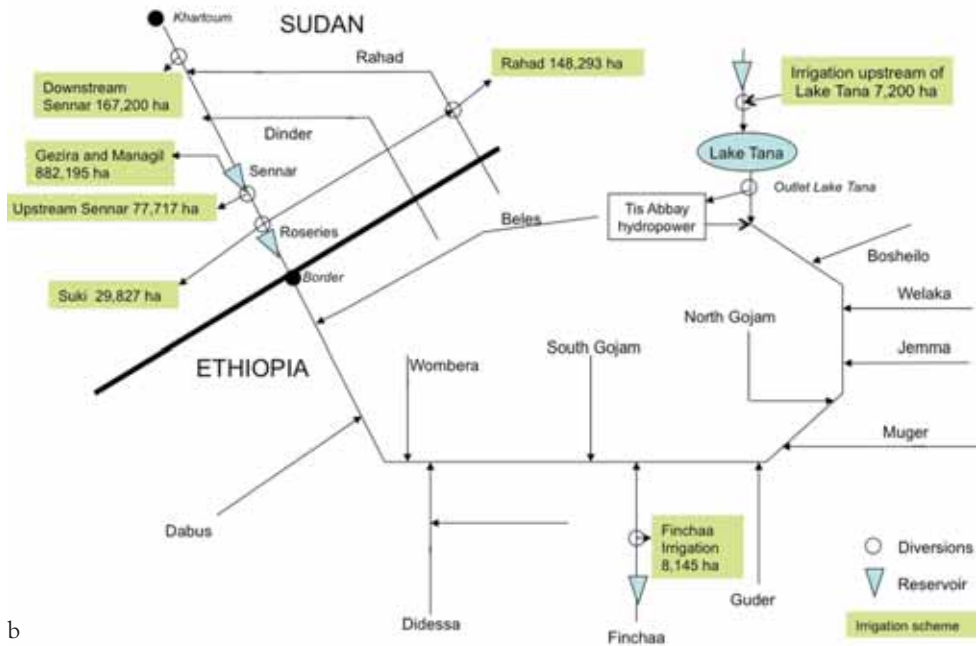 Khartoum
SUDAN
Rahad
Rahad 148,293 ha
Irrigation upstream of
Lake Tana 7,200 ha
Downstream
Sennar 167,200 ha
Dinder
Gezira and Managil
882,195 ha
Sennar
Lake Tana
Outlet Lake Tana
Upstream Sennar 77,717 ha
Tis Abbay
hydropower
Beles
Roseries
Bosheilo
Border
Suki 29,827 ha
Welaka
North Gojam
South Gojam
Jemma
ETHIOPIA
Wombera
Muger
Dabus
Finchaa
Irrigation
8,145 ha
Diversions
Reservoir
Guder
Didessa
Finchaa
Irrigation scheme
b